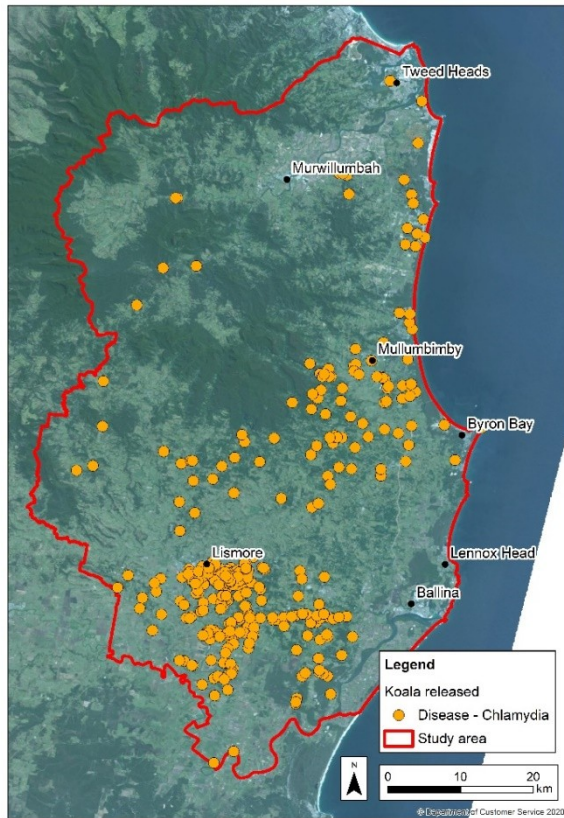 Tweed Heads
Murwillumbah
Mullumbimby
Byron Bay
Lismore
Lennox Head
Ballina
Legend
Koala released
Disease - Chlamydia
Study area
N
0 10 20
km
© Department of Customer Service 2020